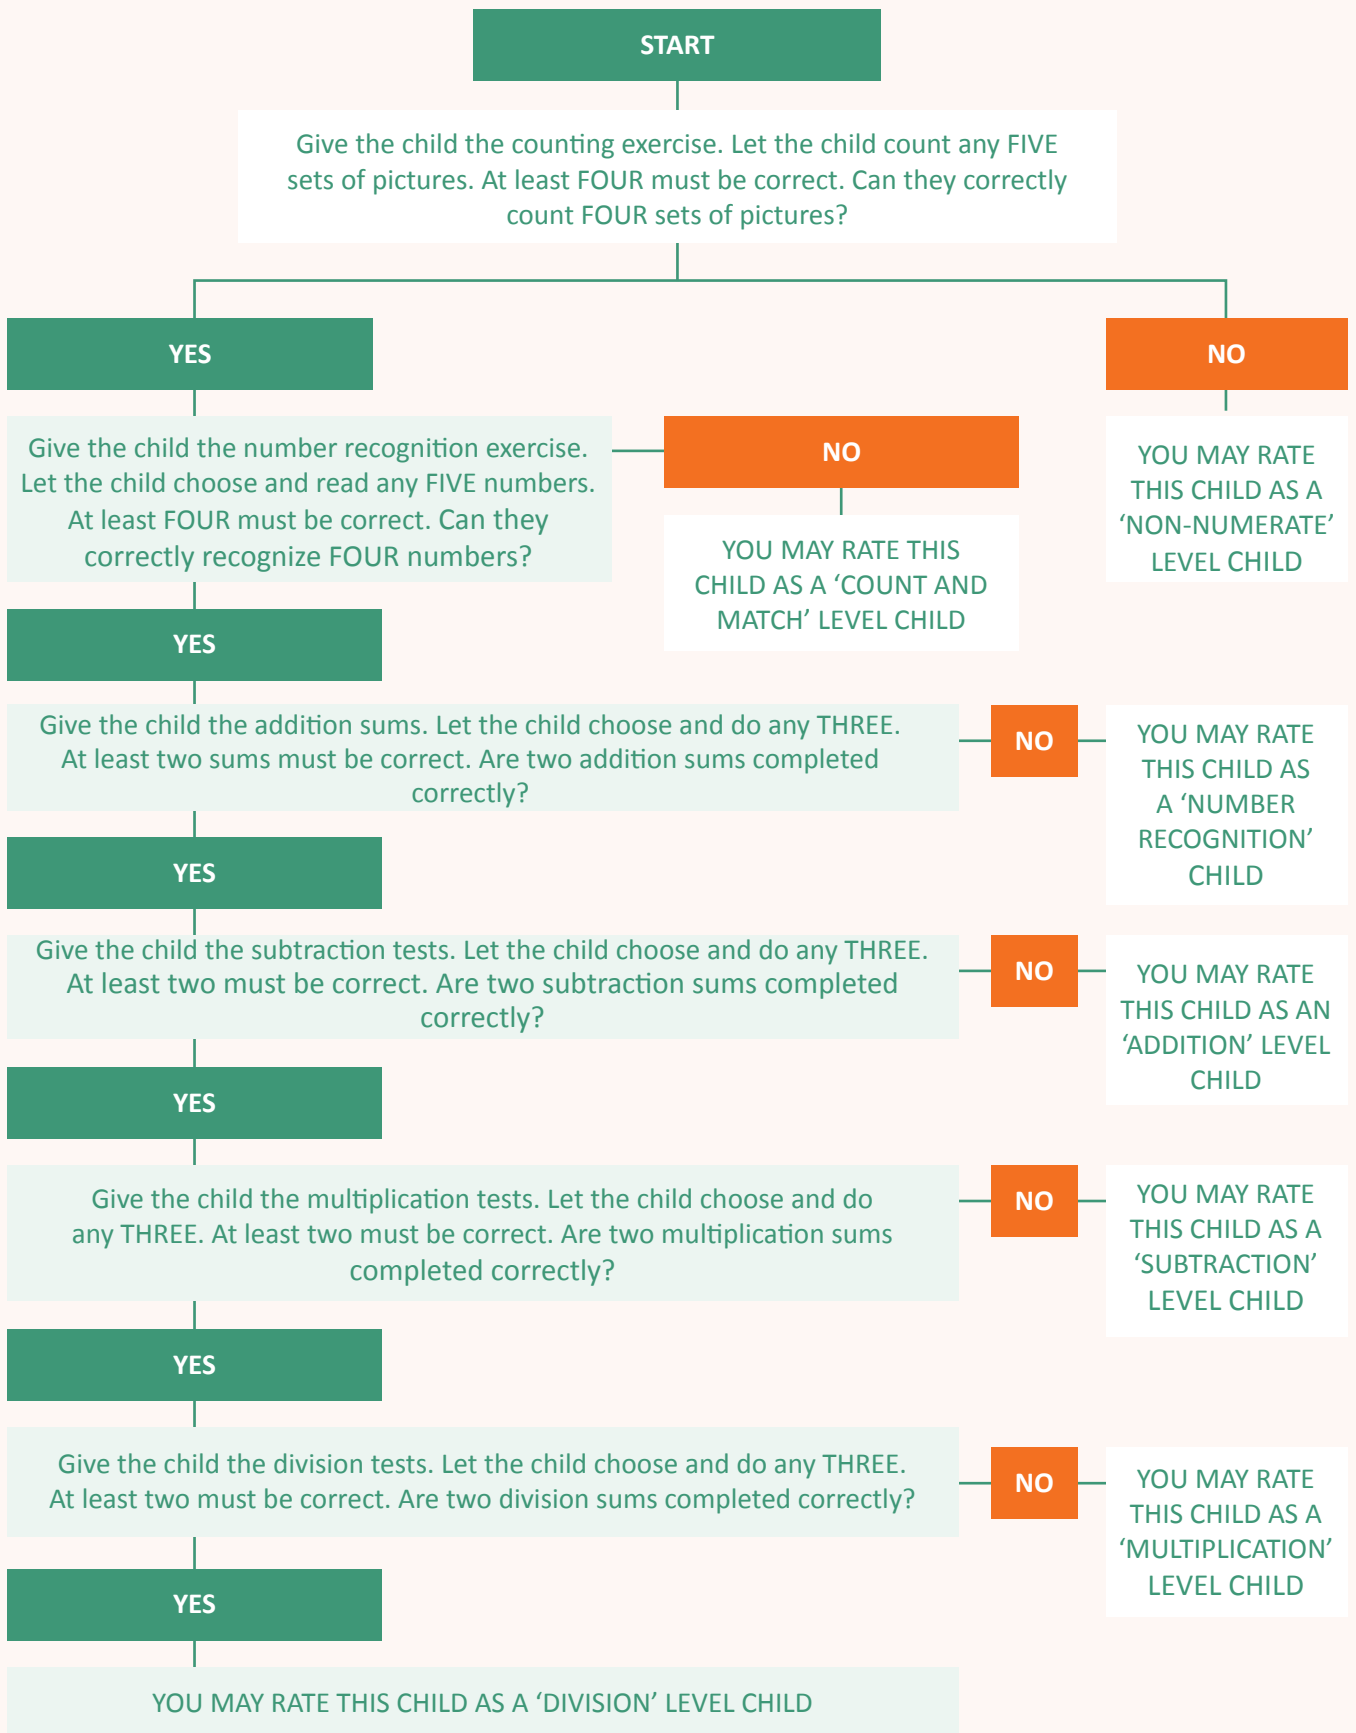 START
Give the child the counting exercise. Let the child count any FIVE
sets of pictures. At least FOUR must be correct. Can they correctly
count FOUR sets of pictures?
YES
NO
Give the child the number recognition exercise.
Let the child choose and read any FIVE numbers.
At least FOUR must be correct. Can they
correctly recognize FOUR numbers?
NO
YOU MAY RATE THIS
CHILD AS A ‘COUNT AND
MATCH’ LEVEL CHILD
YOU MAY RATE
THIS CHILD AS A
‘NON-NUMERATE’
LEVEL CHILD
YES
Give the child the addition sums. Let the child choose and do any THREE.
At least two sums must be correct. Are two addition sums completed
correctly?
NO
YOU MAY RATE
THIS CHILD AS
A ‘NUMBER
RECOGNITION’
CHILD
YES
Give the child the subtraction tests. Let the child choose and do any THREE.
At least two must be correct. Are two subtraction sums completed
correctly?
NO
YOU MAY RATE
THIS CHILD AS AN
‘ADDITION’ LEVEL
CHILD
YES
Give the child the multiplication tests. Let the child choose and do
any THREE. At least two must be correct. Are two multiplication sums
completed correctly?
NO
YOU MAY RATE
THIS CHILD AS A
‘SUBTRACTION’
LEVEL CHILD
YES
Give the child the division tests. Let the child choose and do any THREE.
At least two must be correct. Are two division sums completed correctly?
NO
YOU MAY RATE
THIS CHILD AS A
‘MULTIPLICATION’
LEVEL CHILD
YES
YOU MAY RATE THIS CHILD AS A ‘DIVISION’ LEVEL CHILD